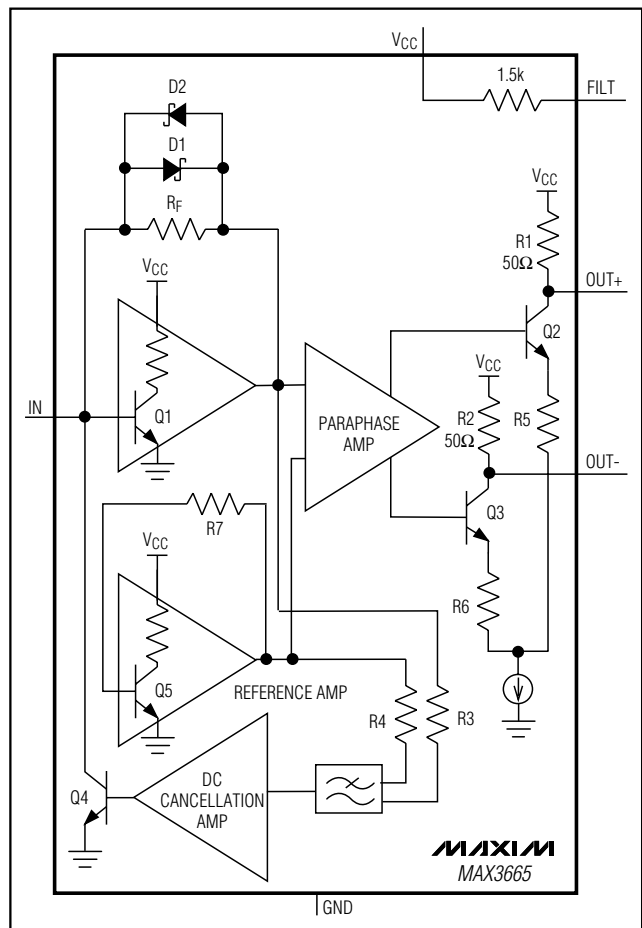 VCC
1.5k
FILT
D2
D1
RF
VCC
R1
50Ω
OUT+
VCC
Q2
IN
Q1
PARAPHASE
AMP
VCC
R2
50Ω
R5
OUT-
R7
Q3
VCC
R6
Q5
REFERENCE AMP
R4
R3
DC
CANCELLATION
AMP
Q4
MAXIM
MAX3665
GND